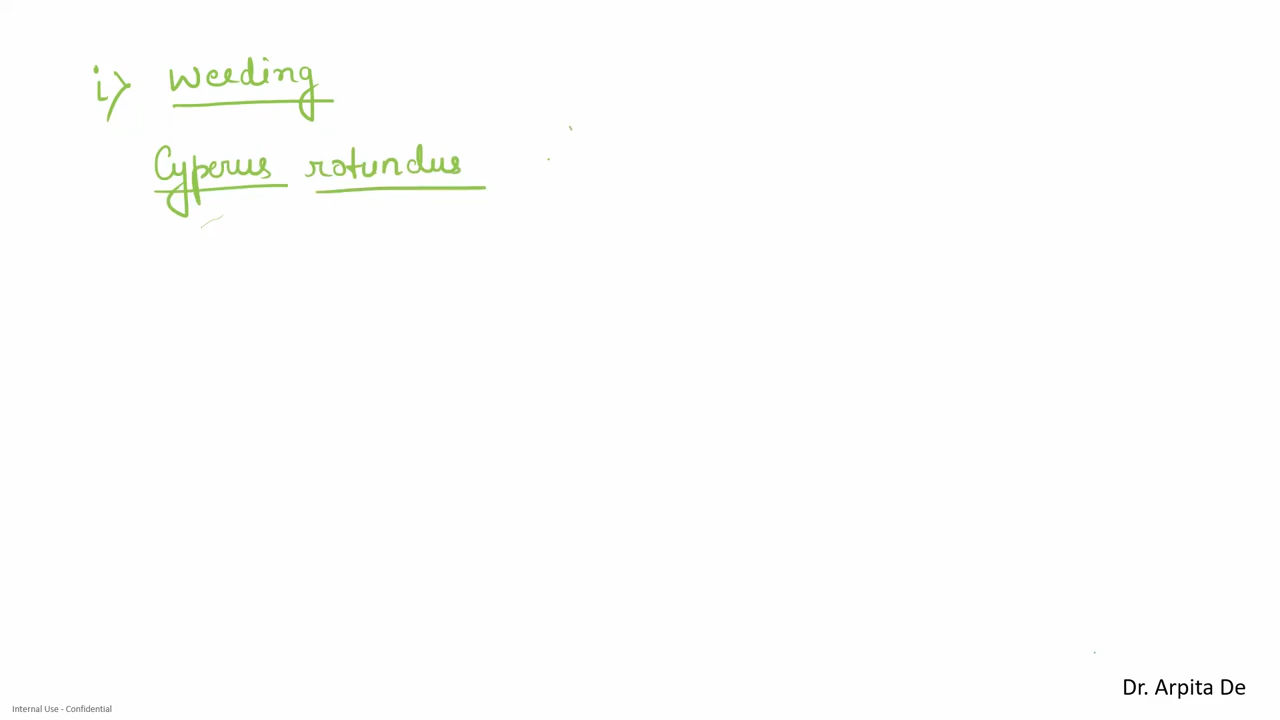 i) Weeding
Cyperus rotundus
Dr. Arpita De
Internal Use - Confidential